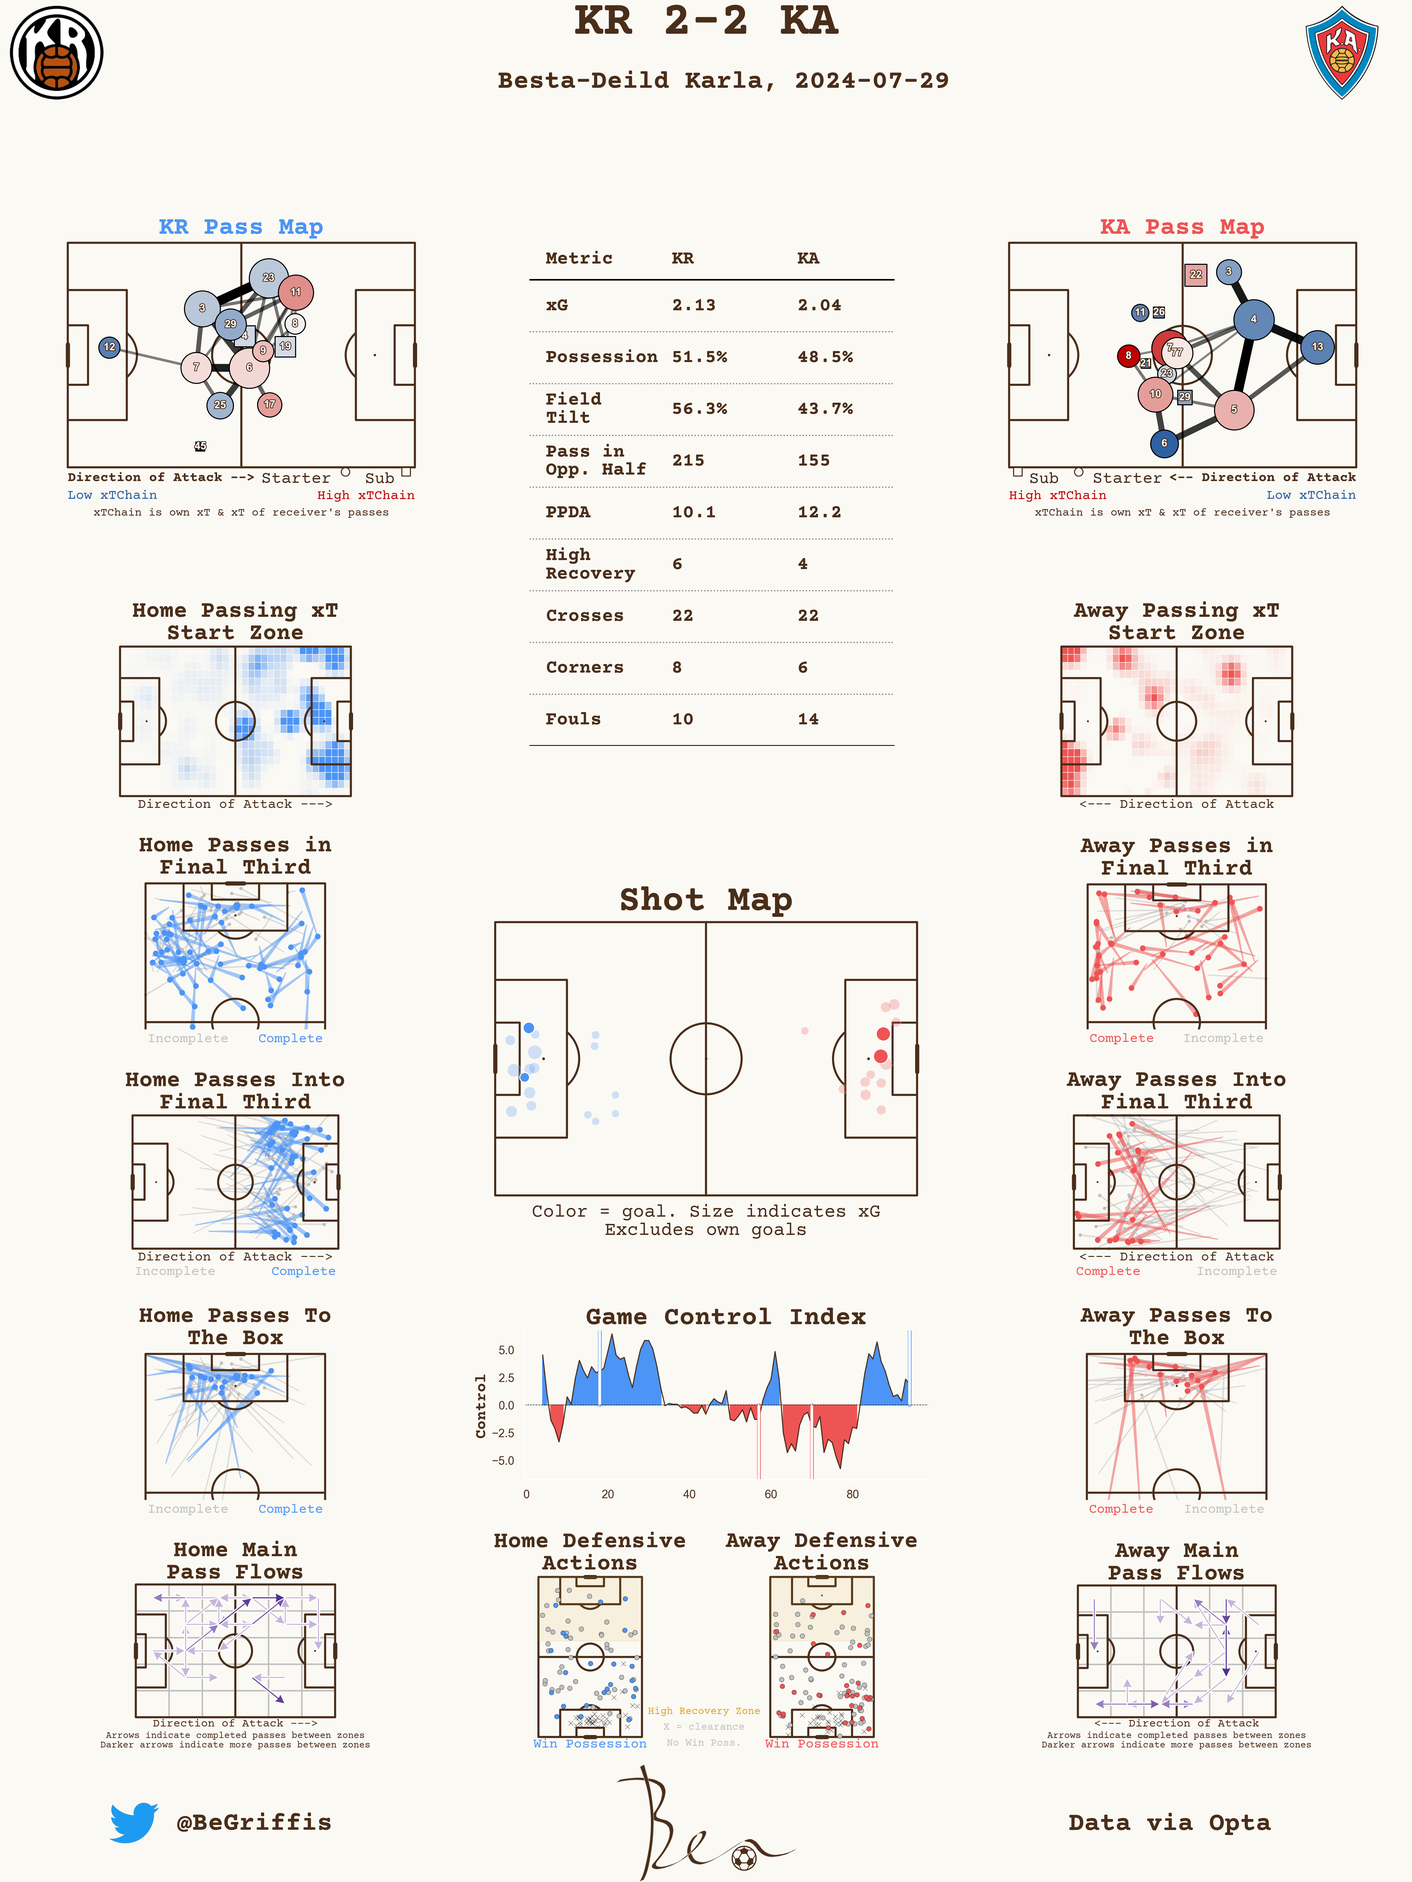 KR 2-2 KA
Besta-Deild Karla, 2024-07-29
KR
KA
KR Pass Map
23
11
3
29
4
8
9
19
12
7
6
25
17
45
Direction of Attack --> Starter Sub
Low xTChain High xTChain
xTChain is own xT & xT of receiver's passes
Metric KR KA
xG 2.13 2.04
Possession 51.5% 48.5%
Field
Tilt 56.3% 43.7%
Pass in
Opp. Half 215 155
PPDA 10.1 12.2
High
Recovery 6 4
Crosses 22 22
Corners 8 6
Fouls 10 14
KA Pass Map
22
3
11
26
4
7
77
13
8
21
23
10
29
5
6
Sub Starter <-- Direction of Attack
High xTChain Low xTChain
xTChain is own xT & xT of receiver's passes
Home Passing xT
Start Zone
Direction of Attack --->
Away Passing xT
Start Zone
<--- Direction of Attack
Home Passes in
Final Third
Incomplete Complete
Away Passes in
Final Third
Complete Incomplete
Shot Map
Color = goal. Size indicates xG
Excludes own goals
Home Passes Into
Final Third
Direction of Attack --->
Incomplete Complete
Away Passes Into
Final Third
<--- Direction of Attack
Complete Incomplete
Home Passes To
The Box
Incomplete Complete
Game Control Index
Control
5.0
2.5
0.0
−2.5
−5.0
0 20 40 60 80
Away Passes To
The Box
Complete Incomplete
Home Main
Pass Flows
Direction of Attack --->
Arrows indicate completed passes between zones
Darker arrows indicate more passes between zones
Home Defensive
Actions
Win Possession
Away Defensive
Actions
Win Possession
High Recovery Zone
X = clearance
No Win Poss.
Away Main
Pass Flows
<--- Direction of Attack
Arrows indicate completed passes between zones
Darker arrows indicate more passes between zones
@BeGriffis
Ben
Data via Opta